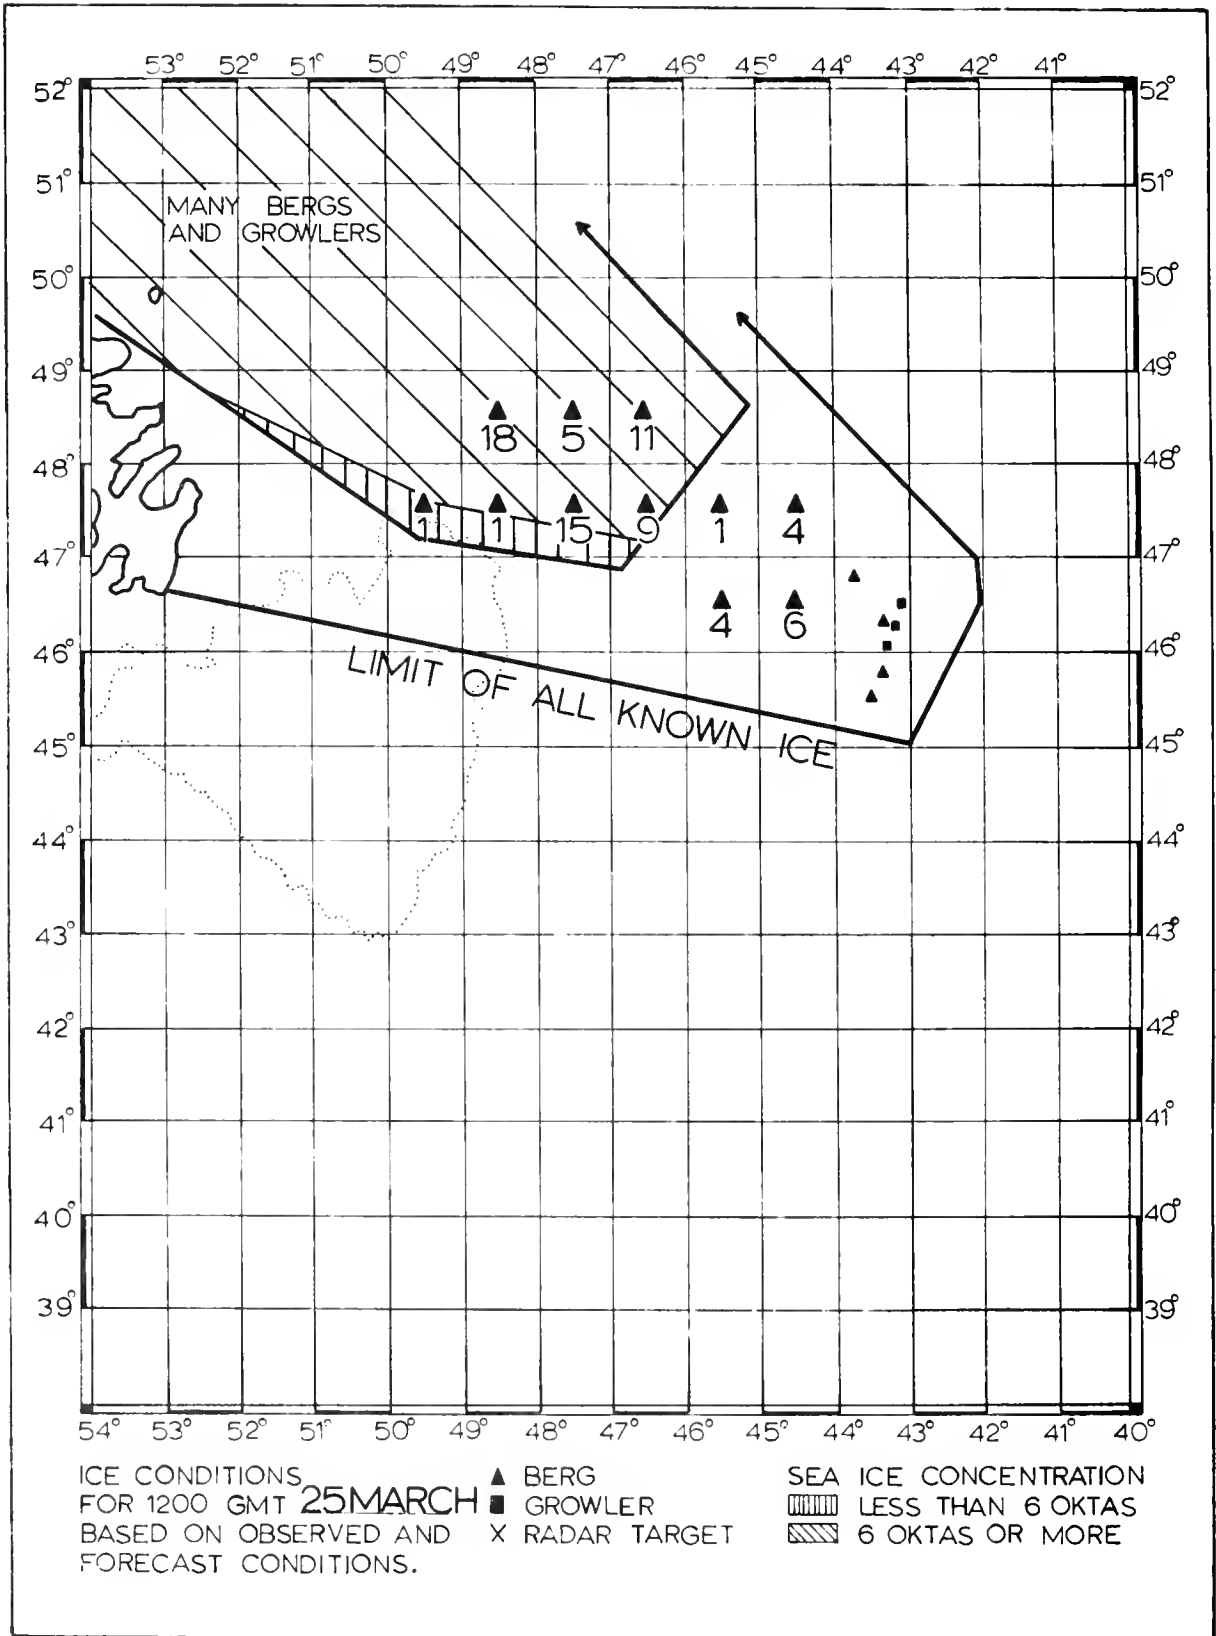 53° 52° 51° 50° 49° 48° 47° 46° 45° 44° 43° 42° 41°
52° 52°
51° 51°
MANY BERGS
AND GROWLERS
50° 50°
49° 49°
18 5 11
48° 48°
1 1 15 9 1 4
47° 47°
4 6
46° 46°
LIMIT OF ALL KNOWN ICE
45° 45°
44° 44°
43° 43°
42° 42°
41° 41°
40° 40°
39° 39°
54° 53° 52° 51° 50° 49° 48° 47° 46° 45° 44° 43° 42° 41° 40°
ICE CONDITIONS
FOR 1200 GMT 25 MARCH
BASED ON OBSERVED AND
FORECAST CONDITIONS.
BERG
GROWLER
X RADAR TARGET
SEA ICE CONCENTRATION
LESS THAN 6 OKTAS
6 OKTAS OR MORE